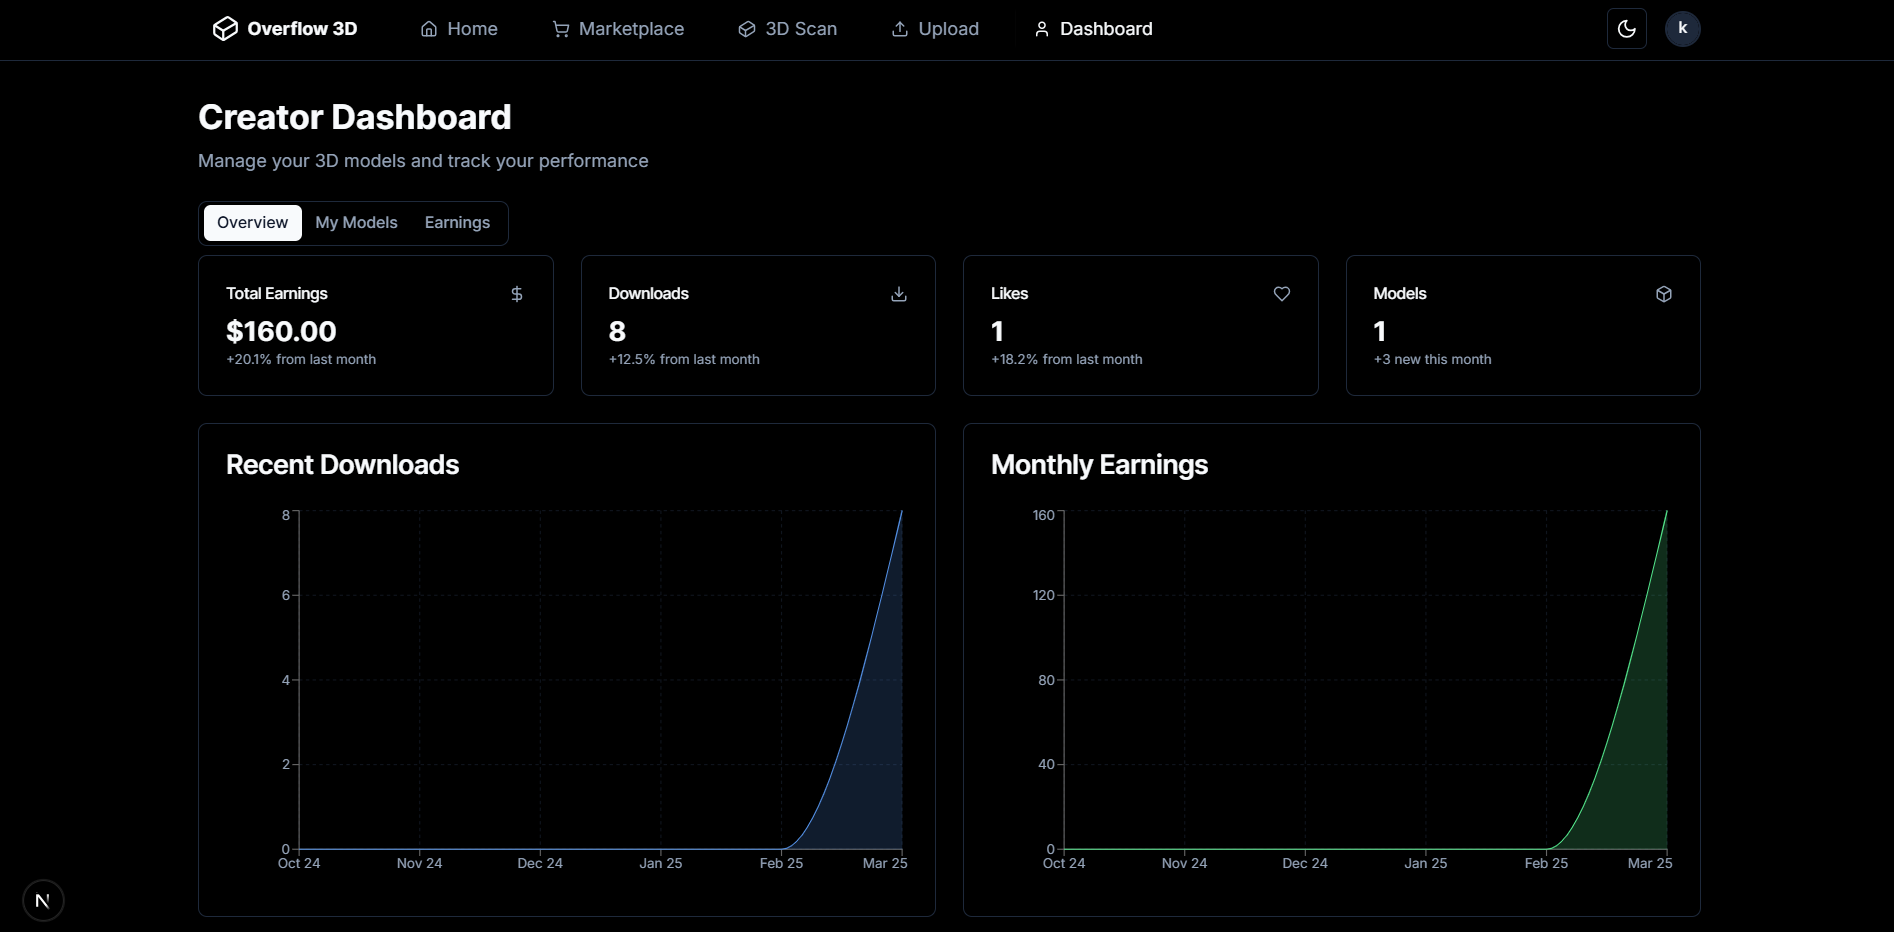 Overflow 3D
Home
Marketplace
3D Scan
Upload
Dashboard
k
Creator Dashboard
Manage your 3D models and track your performance
Overview
My Models
Earnings
Total Earnings
$160.00
+20.1% from last month
Downloads
8
+12.5% from last month
Likes
1
+18.2% from last month
Models
1
+3 new this month
Recent Downloads
8
6
4
2
0
Oct 24
Nov 24
Dec 24
Jan 25
Feb 25
Mar 25
Monthly Earnings
160
120
80
40
0
Oct 24
Nov 24
Dec 24
Jan 25
Feb 25
Mar 25
N